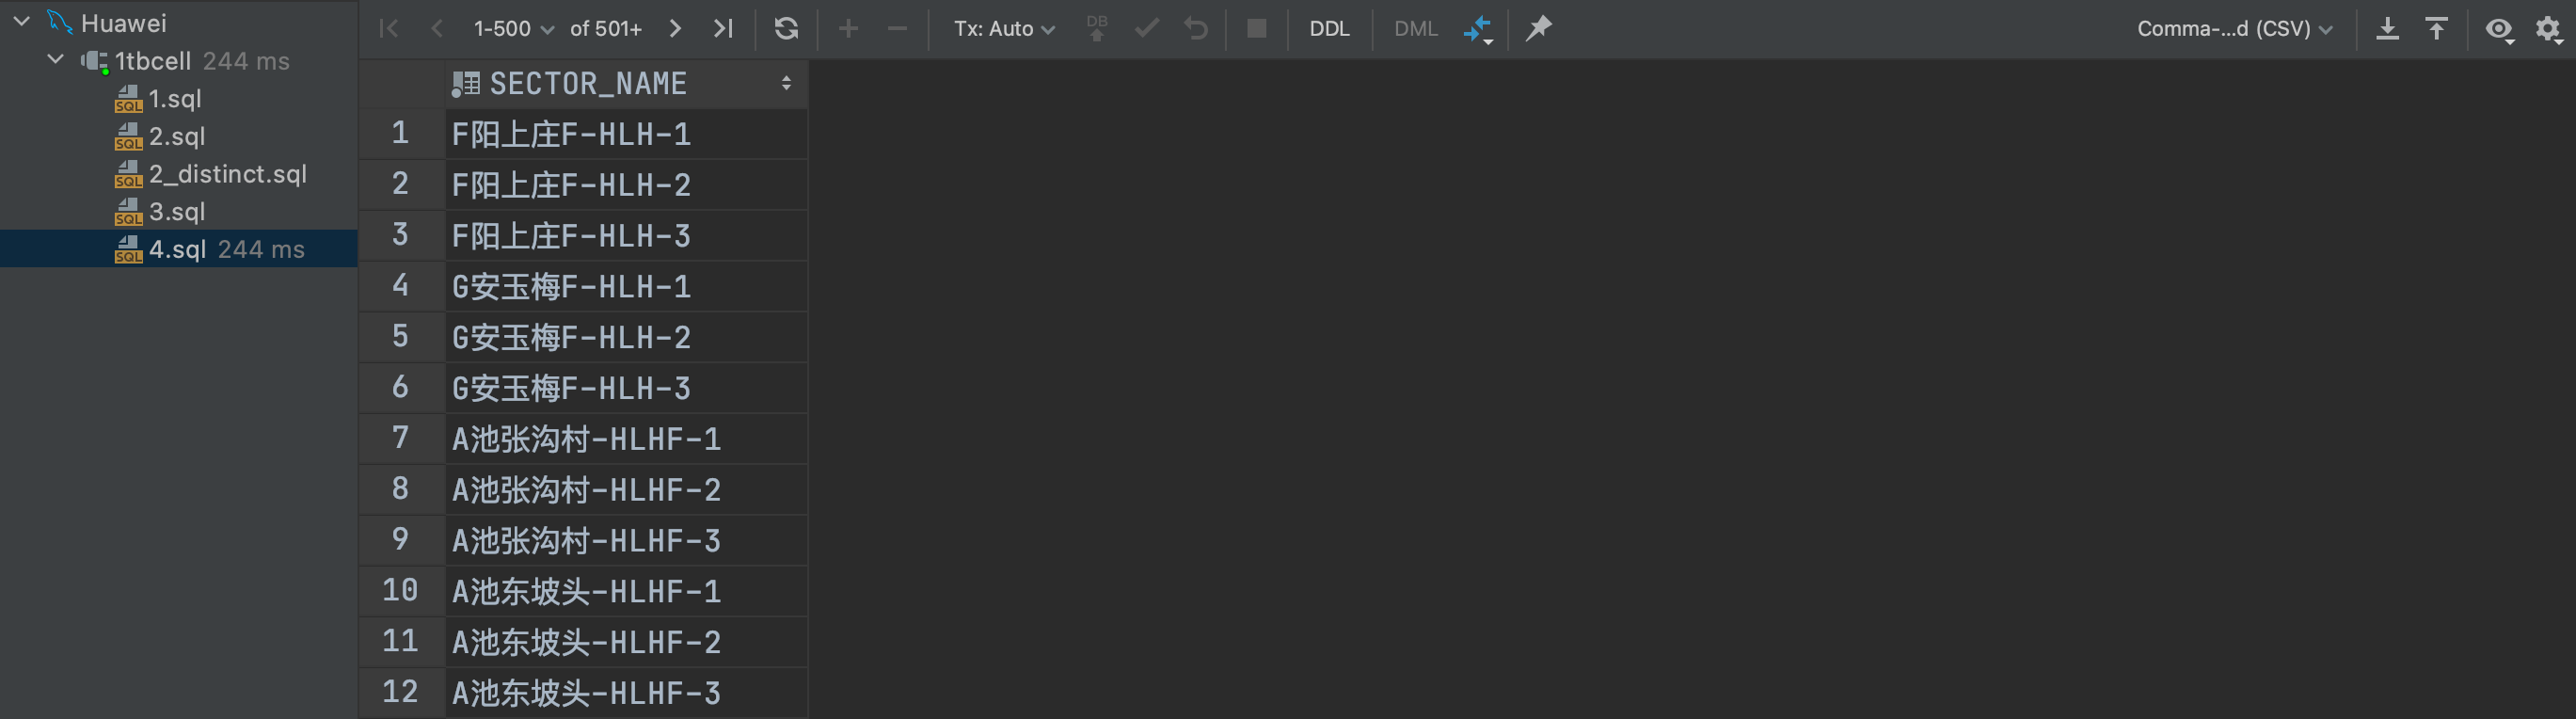 Huawei
1tbcell 244 ms
SQL 1.sql
SQL 2.sql
SQL 2_distinct.sql
SQL 3.sql
SQL 4.sql 244 ms
1-500 of 501+ Tx: Auto DB DDL DML Comma-...d (CSV)
SECTOR_NAME
1 F阳上庄F-HLH-1
2 F阳上庄F-HLH-2
3 F阳上庄F-HLH-3
4 G安玉梅F-HLH-1
5 G安玉梅F-HLH-2
6 G安玉梅F-HLH-3
7 A池张沟村-HLHF-1
8 A池张沟村-HLHF-2
9 A池张沟村-HLHF-3
10 A池东坡头-HLHF-1
11 A池东坡头-HLHF-2
12 A池东坡头-HLHF-3